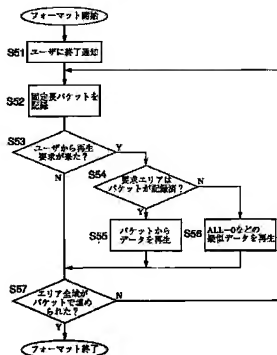 フォーマット開始
S51
ユーザに終了通知
S52
固定長パケットを
記録
S53
ユーザから再生
要求が来た?
Y
N
S54
要求エリアは
パケットが記録済?
N
Y
S55
パケットから
データを再生
S56
ALL-0などの
疑似データを再生
S57
エリア全域が
パケットで埋め
られた?
N
Y
フォーマット終了